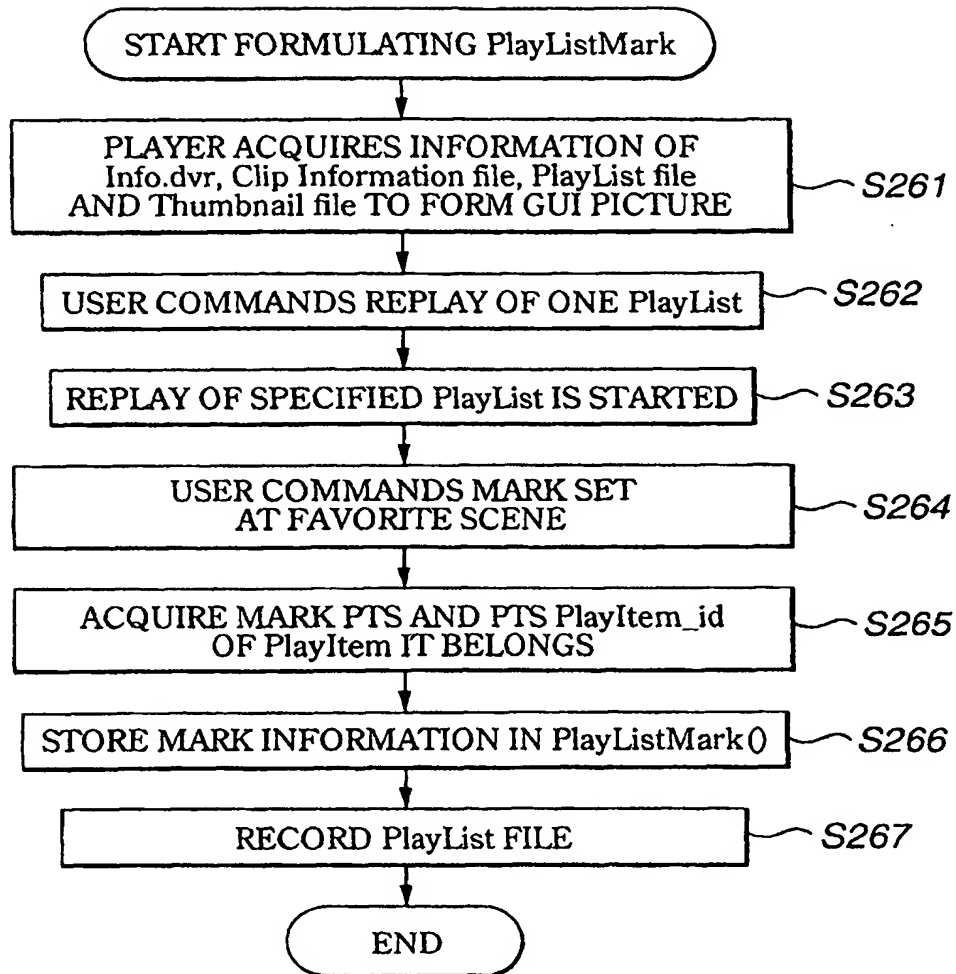 START FORMULATING PlayListMark
PLAYER ACQUIRES INFORMATION OF
Info.dvr, Clip Information file, PlayList file
AND Thumbnail file TO FORM GUI PICTURE
S261
USER COMMANDS REPLAY OF ONE PlayList
S262
REPLAY OF SPECIFIED PlayList IS STARTED
S263
USER COMMANDS MARK SET
AT FAVORITE SCENE
S264
ACQUIRE MARK PTS AND PTS PlayItem_id
OF PlayItem IT BELONGS
S265
STORE MARK INFORMATION IN PlayListMark()
S266
RECORD PlayList FILE
S267
END